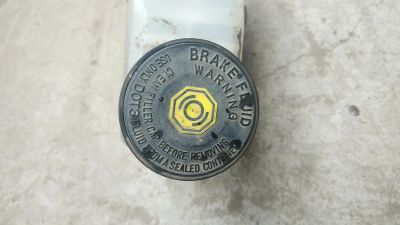 BRAKE FLUID
WARNING
CLEAN FILLER CAP BEFORE REMOVING
USE ONLY DOT3 FLUID FROM A SEALED CONTAINER